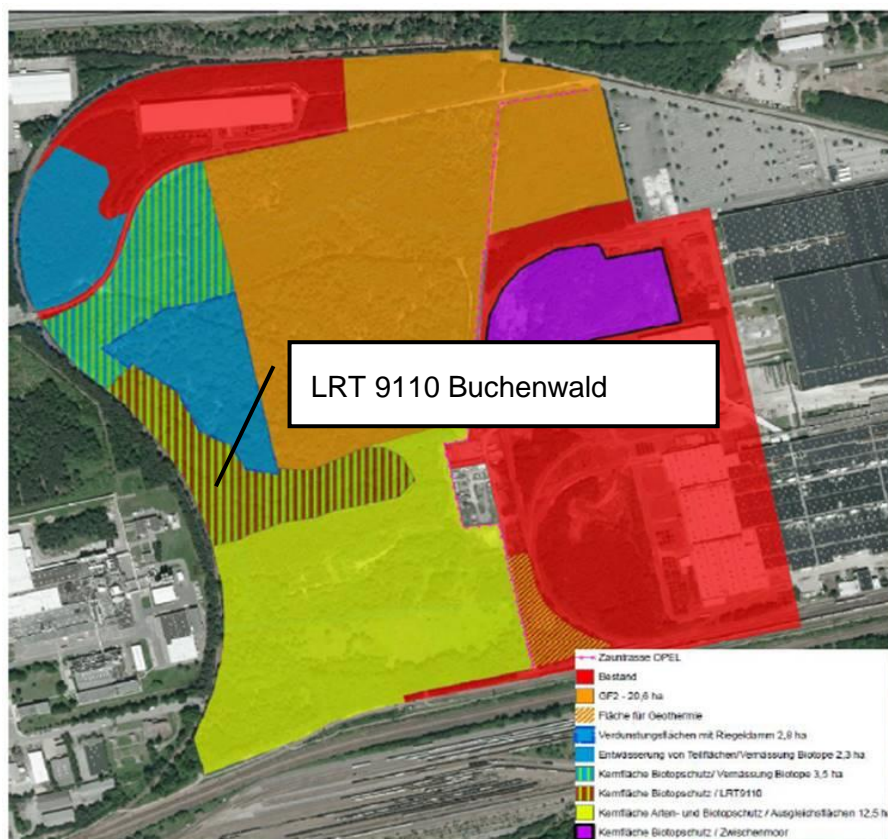 LRT 9110 Buchenwald
Zauntrasse OPEL
Bestand
GF2 - 20,6 ha
Fläche für Geothermie
Verdunstungsflächen mit Riegeldamm 2,8 ha
Entwässerung von Teilflächen/Vernässung Biotope 2,3 ha
Kernfläche Biotopschutz/ Vernässung Biotope 3,5 ha
Kernfläche Biotopschutz / LRT9110
Kernfläche Arten- und Biotopschutz / Ausgleichsflächen 12,5 h
Kernfläche Biotopschutz / Zwischenmoor